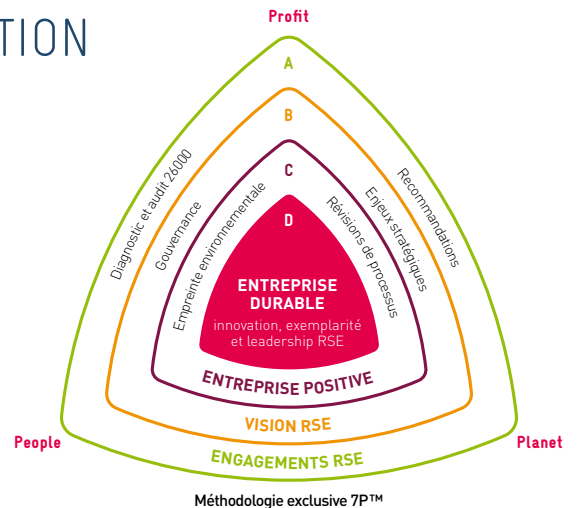 TION
Profit
A
B
C
D
Diagnostic et audit 26000
Gouvernance
Empreinte environnementale
Révisions de processus
Enjeux stratégiques
Recommandations
ENTREPRISE
DURABLE
innovation, exemplarité
et leadership RSE
ENTREPRISE POSITIVE
VISION RSE
ENGAGEMENTS RSE
People
Planet
Méthodologie exclusive 7P™